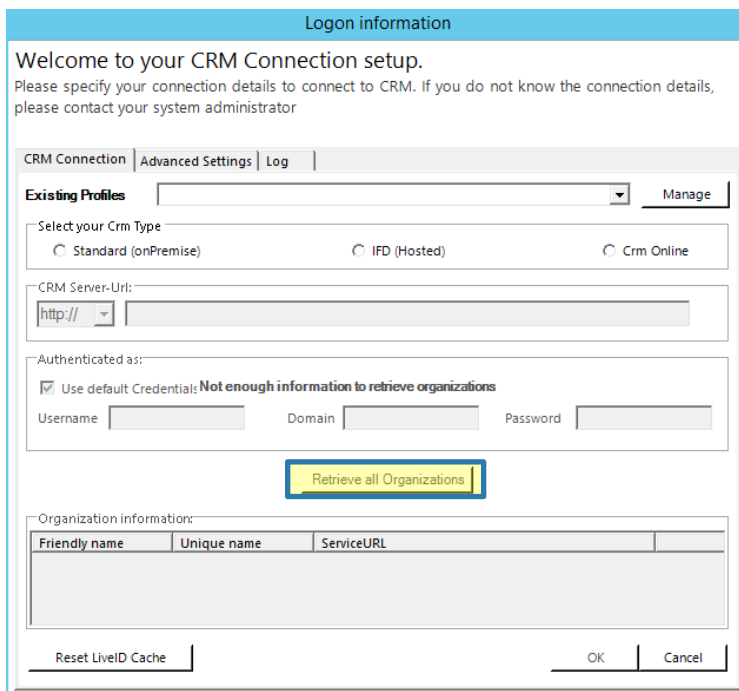 Logon information
Welcome to your CRM Connection setup.
Please specify your connection details to connect to CRM. If you do not know the connection details,
please contact your system administrator
CRM Connection Advanced Settings Log
Existing Profiles Manage
Select your Crm Type
Standard (onPremise) IFD (Hosted) Crm Online
CRM Server-Url:
http://
Authenticated as:
Use default Credentials Not enough information to retrieve organizations
Username Domain Password
Retrieve all Organizations
Organization information:
Friendly name Unique name ServiceURL
Reset LiveID Cache OK Cancel